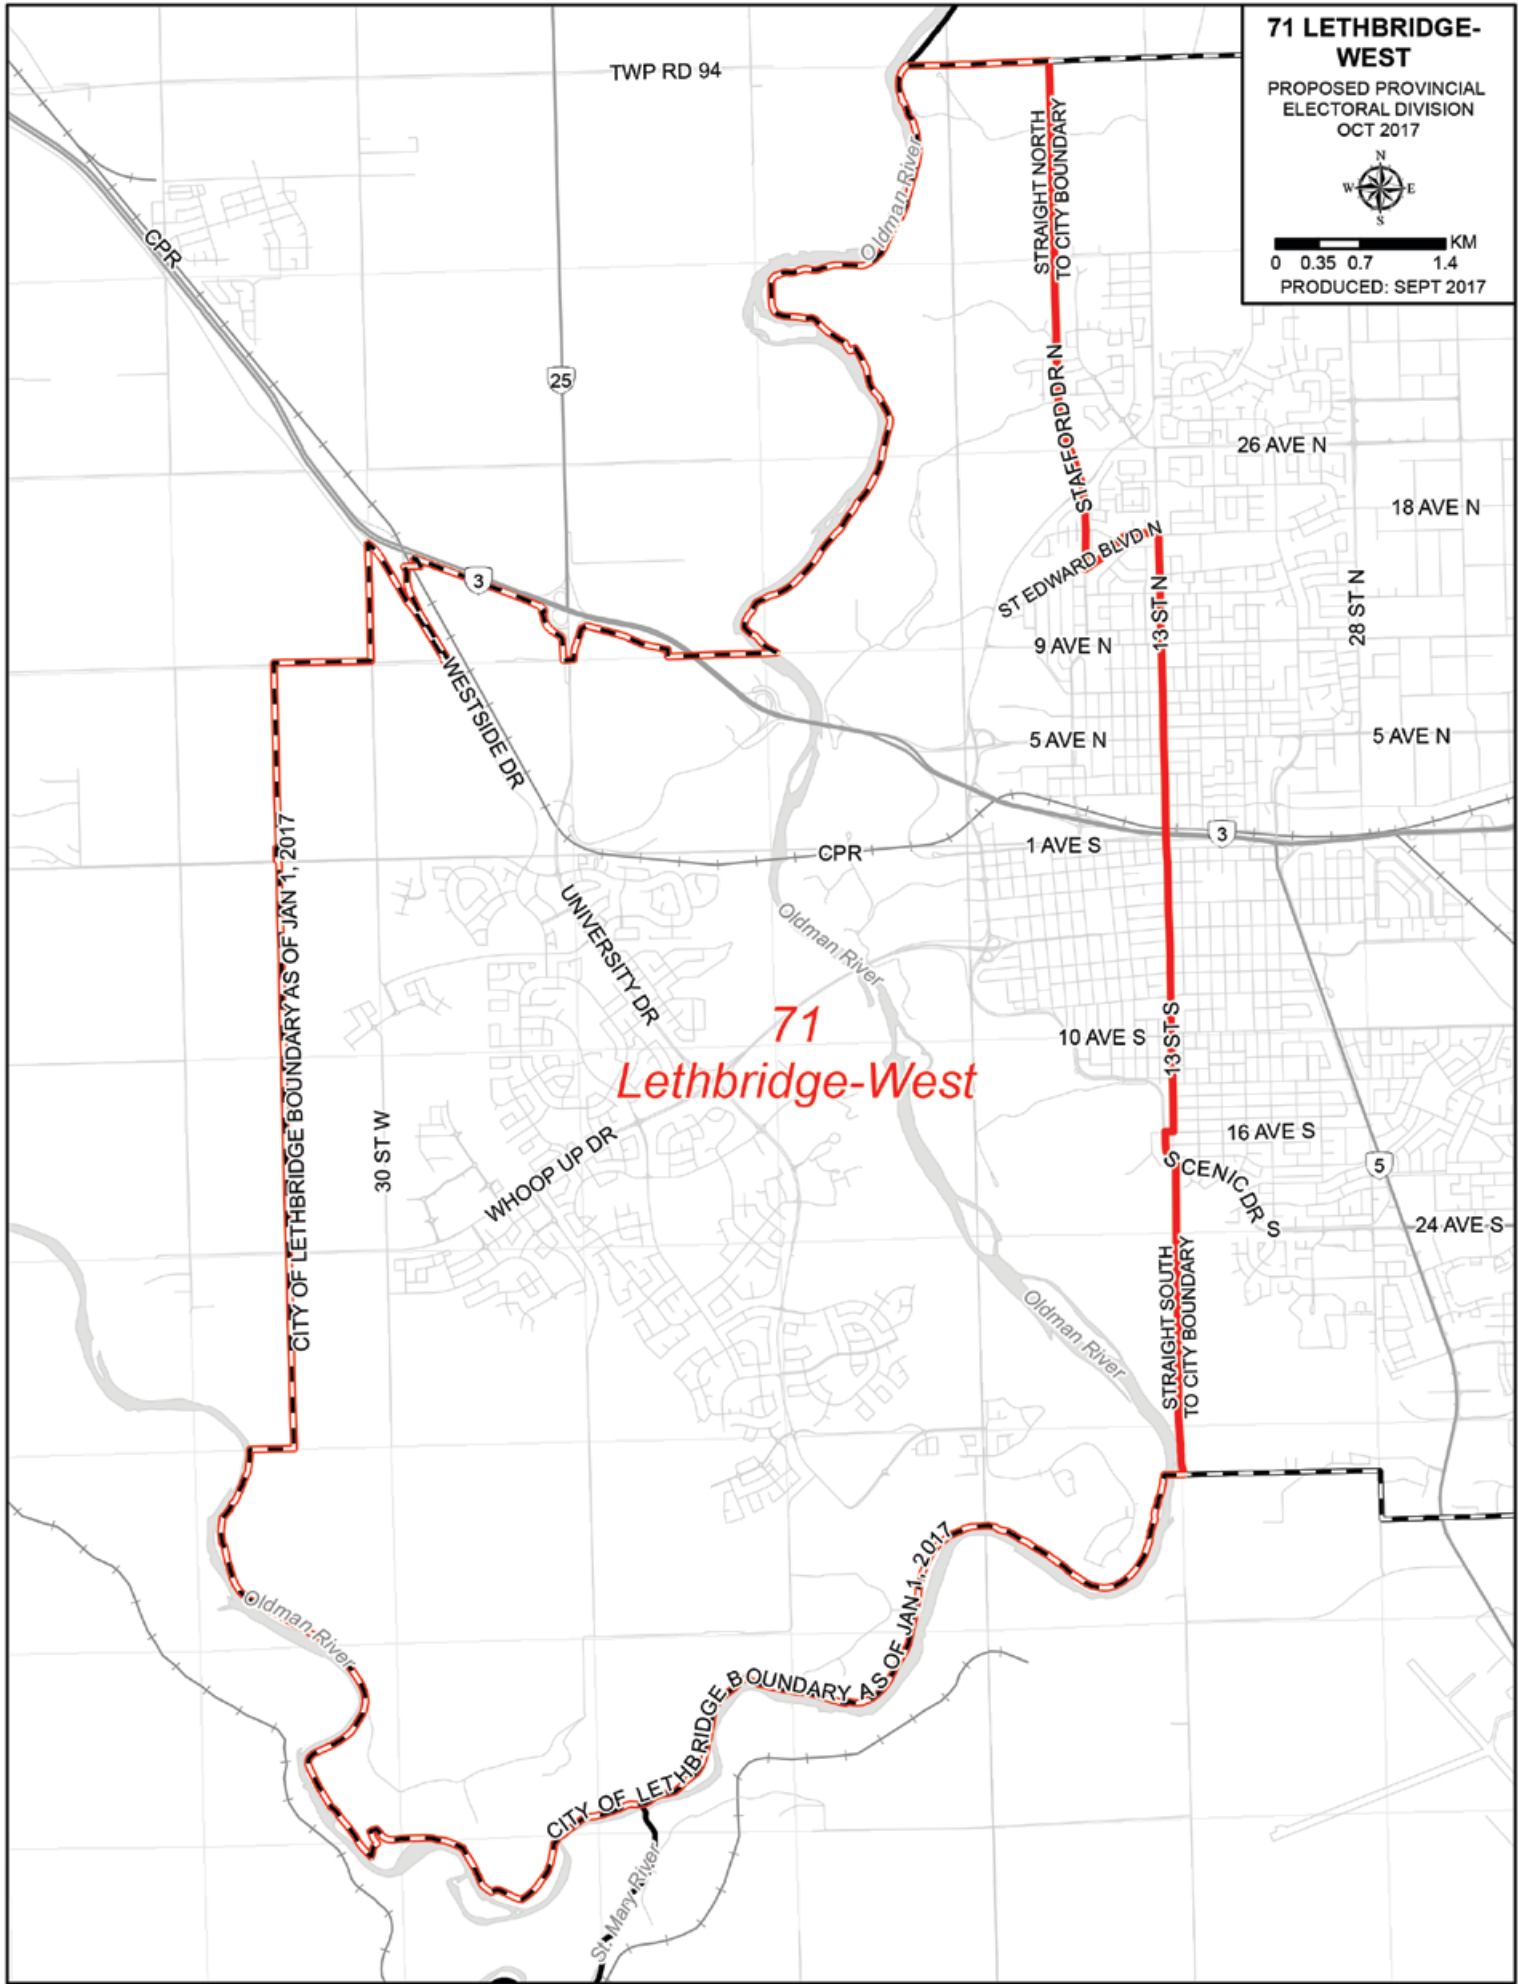 71 LETHBRIDGE-
WEST
PROPOSED PROVINCIAL
ELECTORAL DIVISION
OCT 2017
N
W E
S
KM
0 0.35 0.7 1.4
PRODUCED: SEPT 2017
TWP RD 94
STRAIGHT NORTH
TO CITY BOUNDARY
Oldman River
CPR
25
STAFFORD DR N
26 AVE N
18 AVE N
ST EDWARD BLVD N
3
13 ST N
28 ST N
9 AVE N
WESTSIDE DR
5 AVE N
5 AVE N
3
1 AVE S
CPR
CITY OF LETHBRIDGE BOUNDARY AS OF JAN 1, 2017
UNIVERSITY DR
Oldman River
71
Lethbridge-West
10 AVE S
13 ST S
30 ST W
WHOOP UP DR
16 AVE S
SCENIC DR S
5
24 AVE S
STRAIGHT SOUTH
TO CITY BOUNDARY
Oldman River
Oldman River
CITY OF LETHBRIDGE BOUNDARY AS OF JAN 1, 2017
St. Mary River